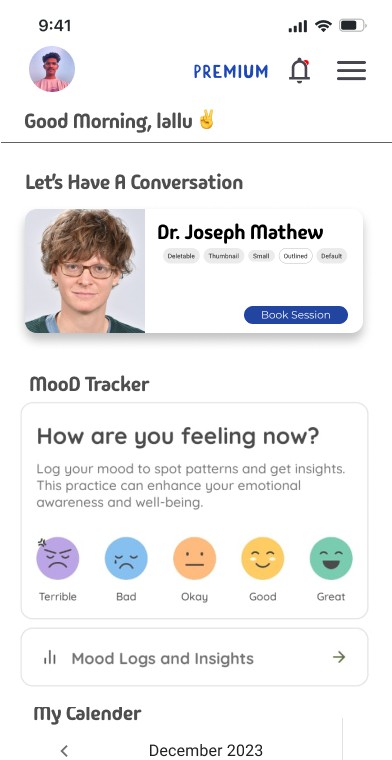 9:41
PREMIUM
Good Morning, lallu ✌️
Let's Have A Conversation
Dr. Joseph Mathew
Deletable Thumbnail Small Outlined Default
Book Session
MooD Tracker
How are you feeling now?
Log your mood to spot patterns and get insights.
This practice can enhance your emotional
awareness and well-being.
Terrible Bad Okay Good Great
Mood Logs and Insights
My Calender
December 2023